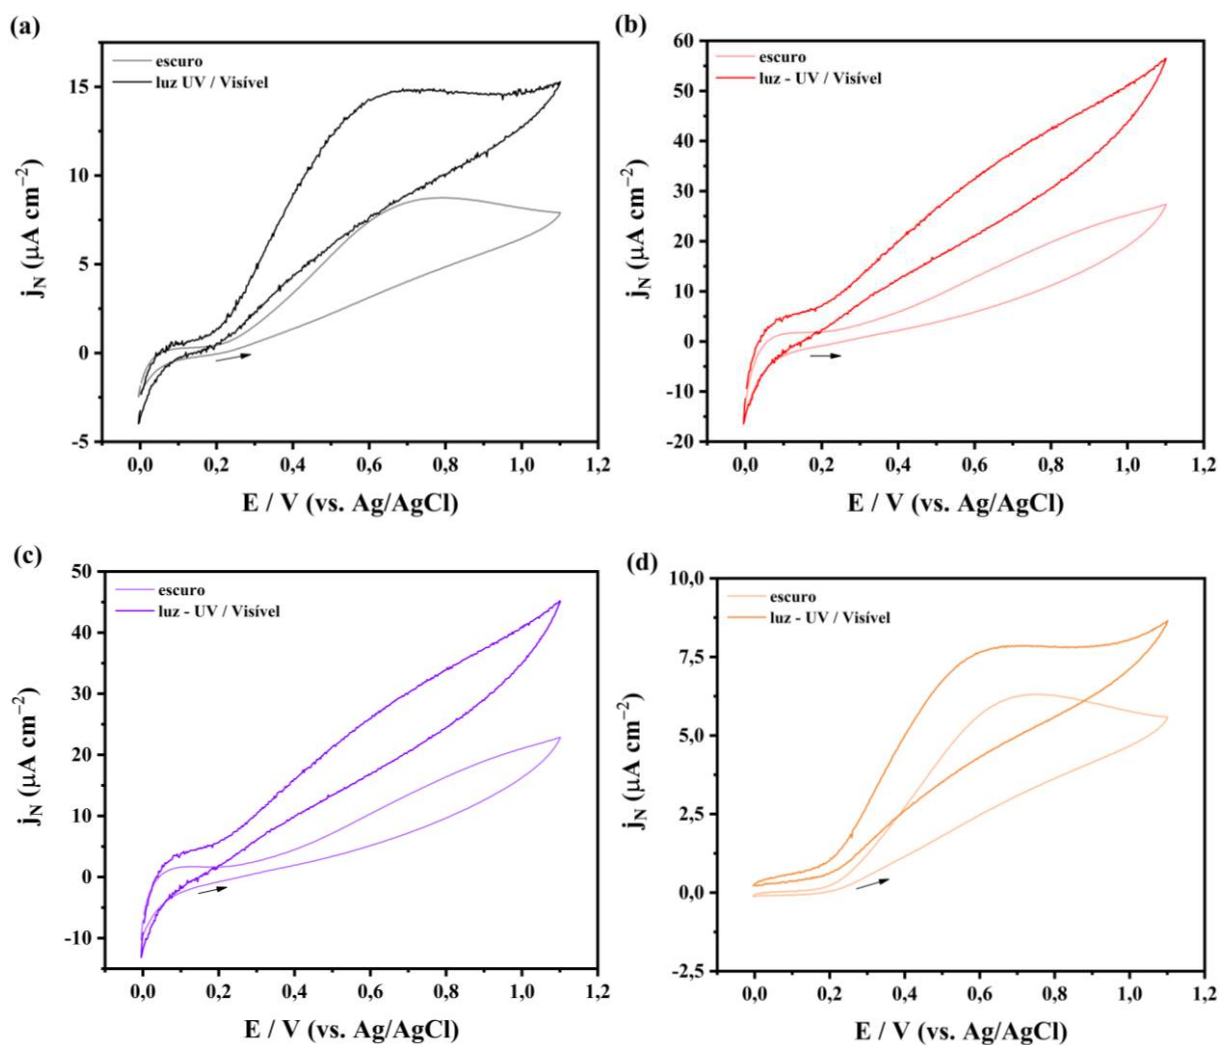 (a)
escuro
luz UV / Visível
17,5
15
10
5
0
-5
0,0 0,2 0,4 0,6 0,8 1,0 1,2
j_N (µA cm⁻²)
E / V (vs. Ag/AgCl)
(b)
escuro
luz - UV / Visível
60
50
40
30
20
10
0
-10
-20
0,0 0,2 0,4 0,6 0,8 1,0 1,2
j_N (µA cm⁻²)
E / V (vs. Ag/AgCl)
(c)
escuro
luz - UV / Visível
50
40
30
20
10
0
-10
0,0 0,2 0,4 0,6 0,8 1,0 1,2
j_N (µA cm⁻²)
E / V (vs. Ag/AgCl)
(d)
escuro
luz - UV / Visível
10,0
7,5
5,0
2,5
0,0
-2,5
0,0 0,2 0,4 0,6 0,8 1,0 1,2
j_N (µA cm⁻²)
E / V (vs. Ag/AgCl)